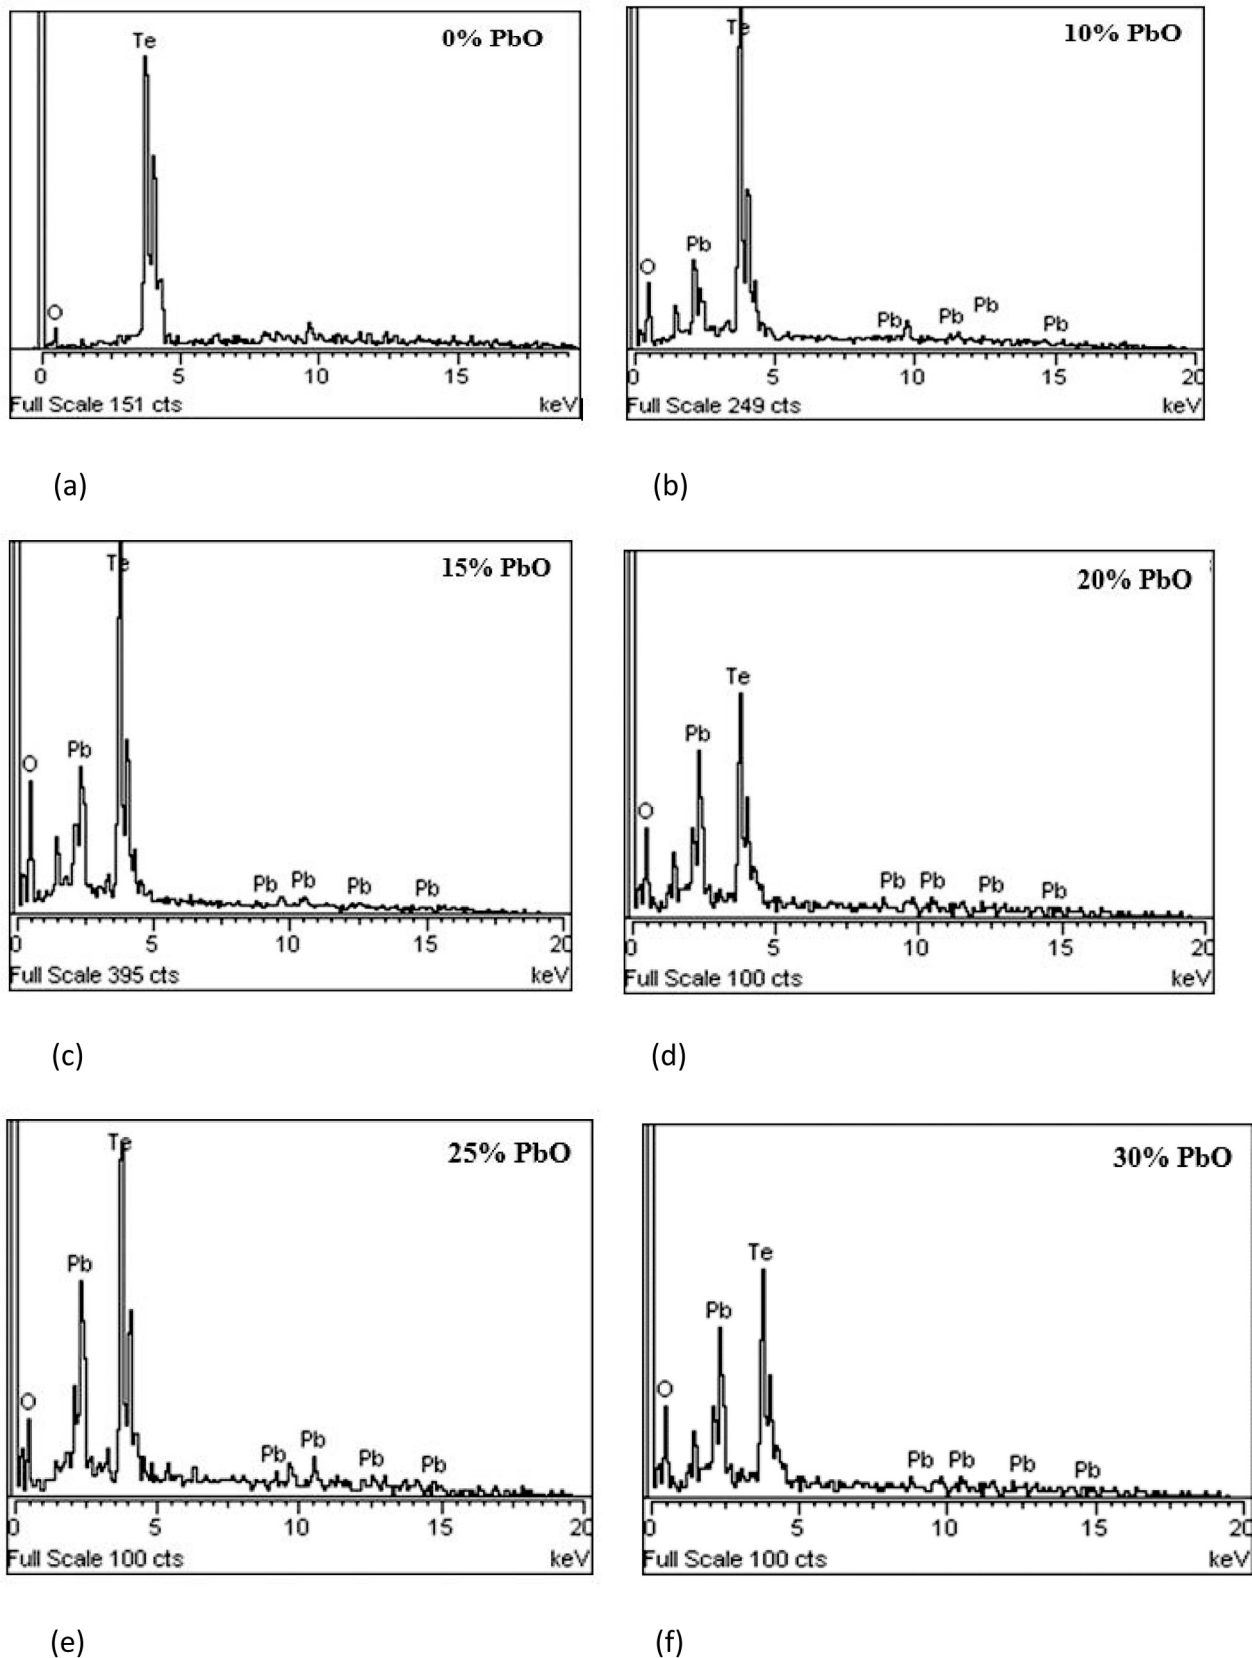 Te
0% PbO
O
0 5 10 15
Full Scale 151 cts keV
(a)
Te
10% PbO
Pb
O
Pb Pb Pb Pb
0 5 10 15 20
Full Scale 249 cts keV
(b)
Te
15% PbO
Pb
O
Pb Pb Pb Pb
0 5 10 15 20
Full Scale 395 cts keV
(c)
20% PbO
Te
Pb
O
Pb Pb Pb Pb
0 5 10 15 20
Full Scale 100 cts keV
(d)
Te
25% PbO
Pb
O
Pb Pb Pb Pb
0 5 10 15 20
Full Scale 100 cts keV
(e)
30% PbO
Te
Pb
O
Pb Pb Pb Pb
0 5 10 15 20
Full Scale 100 cts keV
(f)